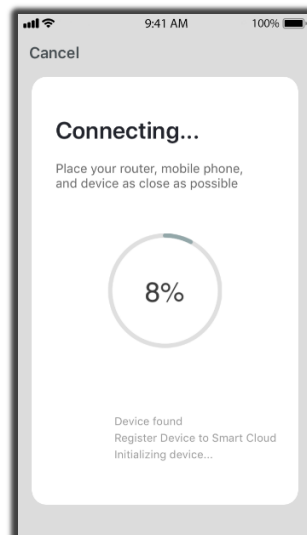 9:41 AM
100%
Cancel
Connecting...
Place your router, mobile phone,
and device as close as possible
8%
Device found
Register Device to Smart Cloud
Initializing device...